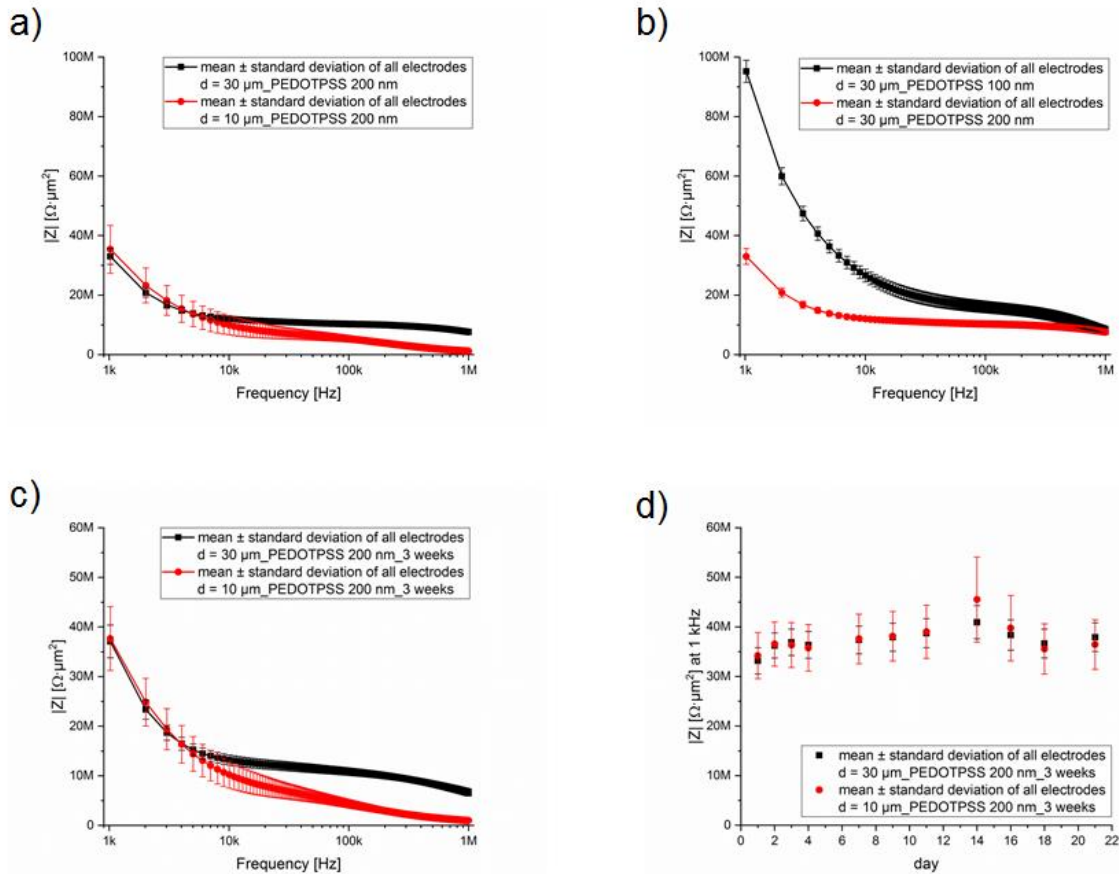 a)
100M
80M
60M
40M
20M
0
|Z| [Ω·µm²]
mean ± standard deviation of all electrodes
d = 30 µm_PEDOTPSS 200 nm
mean ± standard deviation of all electrodes
d = 10 µm_PEDOTPSS 200 nm
1k
10k
100k
1M
Frequency [Hz]
b)
100M
80M
60M
40M
20M
0
|Z| [Ω·µm²]
mean ± standard deviation of all electrodes
d = 30 µm_PEDOTPSS 100 nm
mean ± standard deviation of all electrodes
d = 30 µm_PEDOTPSS 200 nm
1k
10k
100k
1M
Frequency [Hz]
c)
60M
50M
40M
30M
20M
10M
0
|Z| [Ω·µm²]
mean ± standard deviation of all electrodes
d = 30 µm_PEDOTPSS 200 nm_3 weeks
mean ± standard deviation of all electrodes
d = 10 µm_PEDOTPSS 200 nm_3 weeks
1k
10k
100k
1M
Frequency [Hz]
d)
60M
50M
40M
30M
20M
10M
0
|Z| [Ω·µm²] at 1 kHz
mean ± standard deviation of all electrodes
d = 30 µm_PEDOTPSS 200 nm_3 weeks
mean ± standard deviation of all electrodes
d = 10 µm_PEDOTPSS 200 nm_3 weeks
0 2 4 6 8 10 12 14 16 18 20 22
day